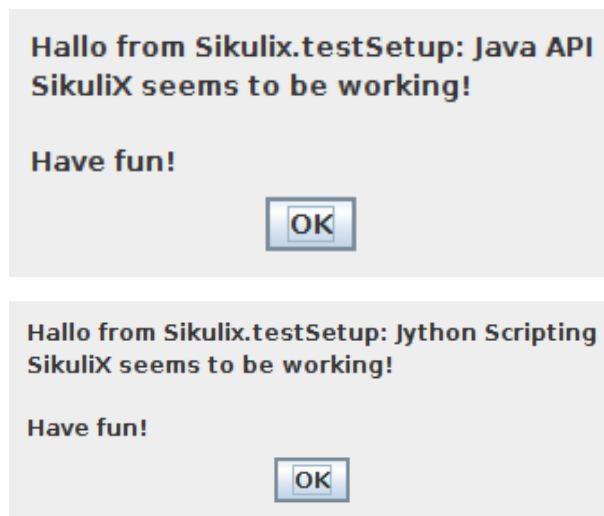 Hallo from Sikulix.testSetup: Java API
SikuliX seems to be working!
Have fun!
OK
Hallo from Sikulix.testSetup: Jython Scripting
SikuliX seems to be working!
Have fun!
OK